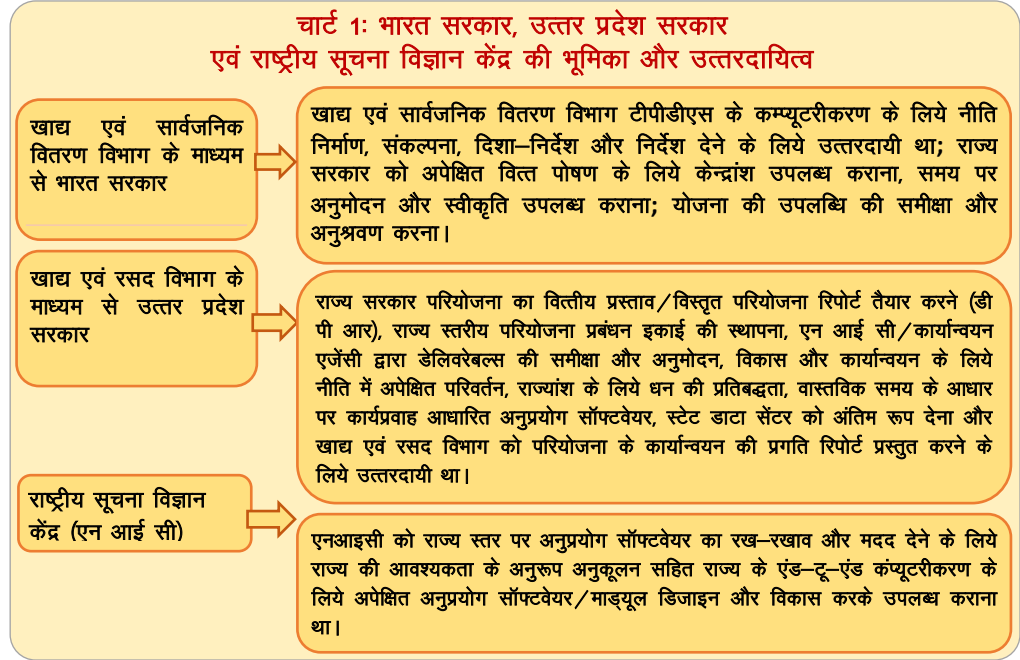 चार्ट 1: भारत सरकार, उत्तर प्रदेश सरकार
एवं राष्ट्रीय सूचना विज्ञान केंद्र की भूमिका और उत्तरदायित्व
खाद्य एवं सार्वजनिक
वितरण विभाग के माध्यम
से भारत सरकार
खाद्य एवं सार्वजनिक वितरण विभाग टीपीडीएस के कम्प्यूटरीकरण के लिये नीति
निर्माण, संकल्पना, दिशा–निर्देश और निर्देश देने के लिये उत्तरदायी था; राज्य
सरकार को अपेक्षित वित्त पोषण के लिये केन्द्रांश उपलब्ध कराना, समय पर
अनुमोदन और स्वीकृति उपलब्ध कराना; योजना की उपलब्धि की समीक्षा और
अनुश्रवण करना।
खाद्य एवं रसद विभाग के
माध्यम से उत्तर प्रदेश
सरकार
राज्य सरकार परियोजना का वित्तीय प्रस्ताव/विस्तृत परियोजना रिपोर्ट तैयार करने (डी
पी आर), राज्य स्तरीय परियोजना प्रबंधन इकाई की स्थापना, एन आई सी/कार्यान्वयन
एजेंसी द्वारा डेलिवरेबल्स की समीक्षा और अनुमोदन, विकास और कार्यान्वयन के लिये
नीति में अपेक्षित परिवर्तन, राज्यांश के लिये धन की प्रतिबद्धता, वास्तविक समय के आधार
पर कार्यप्रवाह आधारित अनुप्रयोग सॉफ्टवेयर, स्टेट डाटा सेंटर को अंतिम रूप देना और
खाद्य एवं रसद विभाग को परियोजना के कार्यान्वयन की प्रगति रिपोर्ट प्रस्तुत करने के
लिये उत्तरदायी था।
राष्ट्रीय सूचना विज्ञान
केंद्र (एन आई सी)
एनआइसी को राज्य स्तर पर अनुप्रयोग सॉफ्टवेयर का रख–रखाव और मदद देने के लिये
राज्य की आवश्यकता के अनुरूप अनुकूलन सहित राज्य के एंड–टू–एंड कंप्यूटरीकरण के
लिये अपेक्षित अनुप्रयोग सॉफ्टवेयर/माड्यूल डिजाइन और विकास करके उपलब्ध कराना
था।